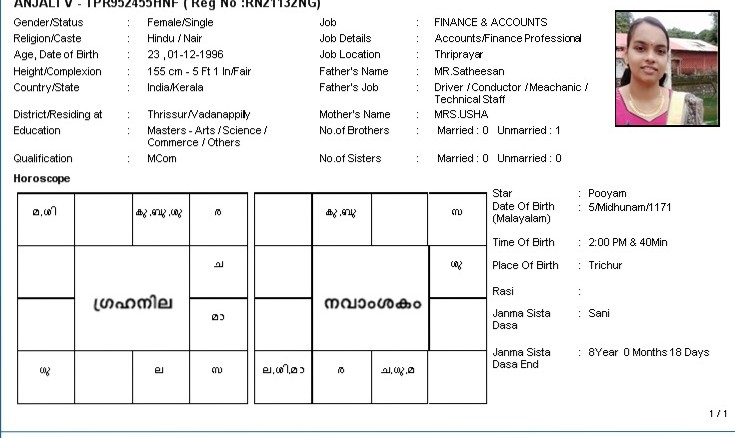 ANJALI V - TPR952455HNF ( Reg No :RN21132NG)
Gender/Status : Female/Single Job : FINANCE & ACCOUNTS
Religion/Caste : Hindu / Nair Job Details : Accounts/Finance Professional
Age, Date of Birth : 23 ,01-12-1996 Job Location : Thriprayar
Height/Complexion : 155 cm - 5 Ft 1 In/Fair Father's Name : MR.Satheesan
Country/State : India/Kerala Father's Job : Driver / Conductor / Meachanic /
Technical Staff
District/Residing at : Thrissur/Vadanappilly Mother's Name : MRS.USHA
Education : Masters - Arts / Science / No.of Brothers : Married : 0 Unmarried : 1
Commerce / Others
Qualification : MCom No.of Sisters : Married : 0 Unmarried : 0
Horoscope
മ,ശി കു,ബു,ശു ര കു,ബു സ
ച ശു
ഗ്രഹനില നവാംശകം
മാ
ഗു ല സ ല,ശി,മാ ര ച,ഗു,മ
Star : Pooyam
Date Of Birth : 5/Midhunam/1171
(Malayalam)
Time Of Birth : 2:00 PM & 40Min
Place Of Birth : Trichur
Rasi :
Janma Sista : Sani
Dasa
Janma Sista : 8Year 0 Months 18 Days
Dasa End
1 / 1